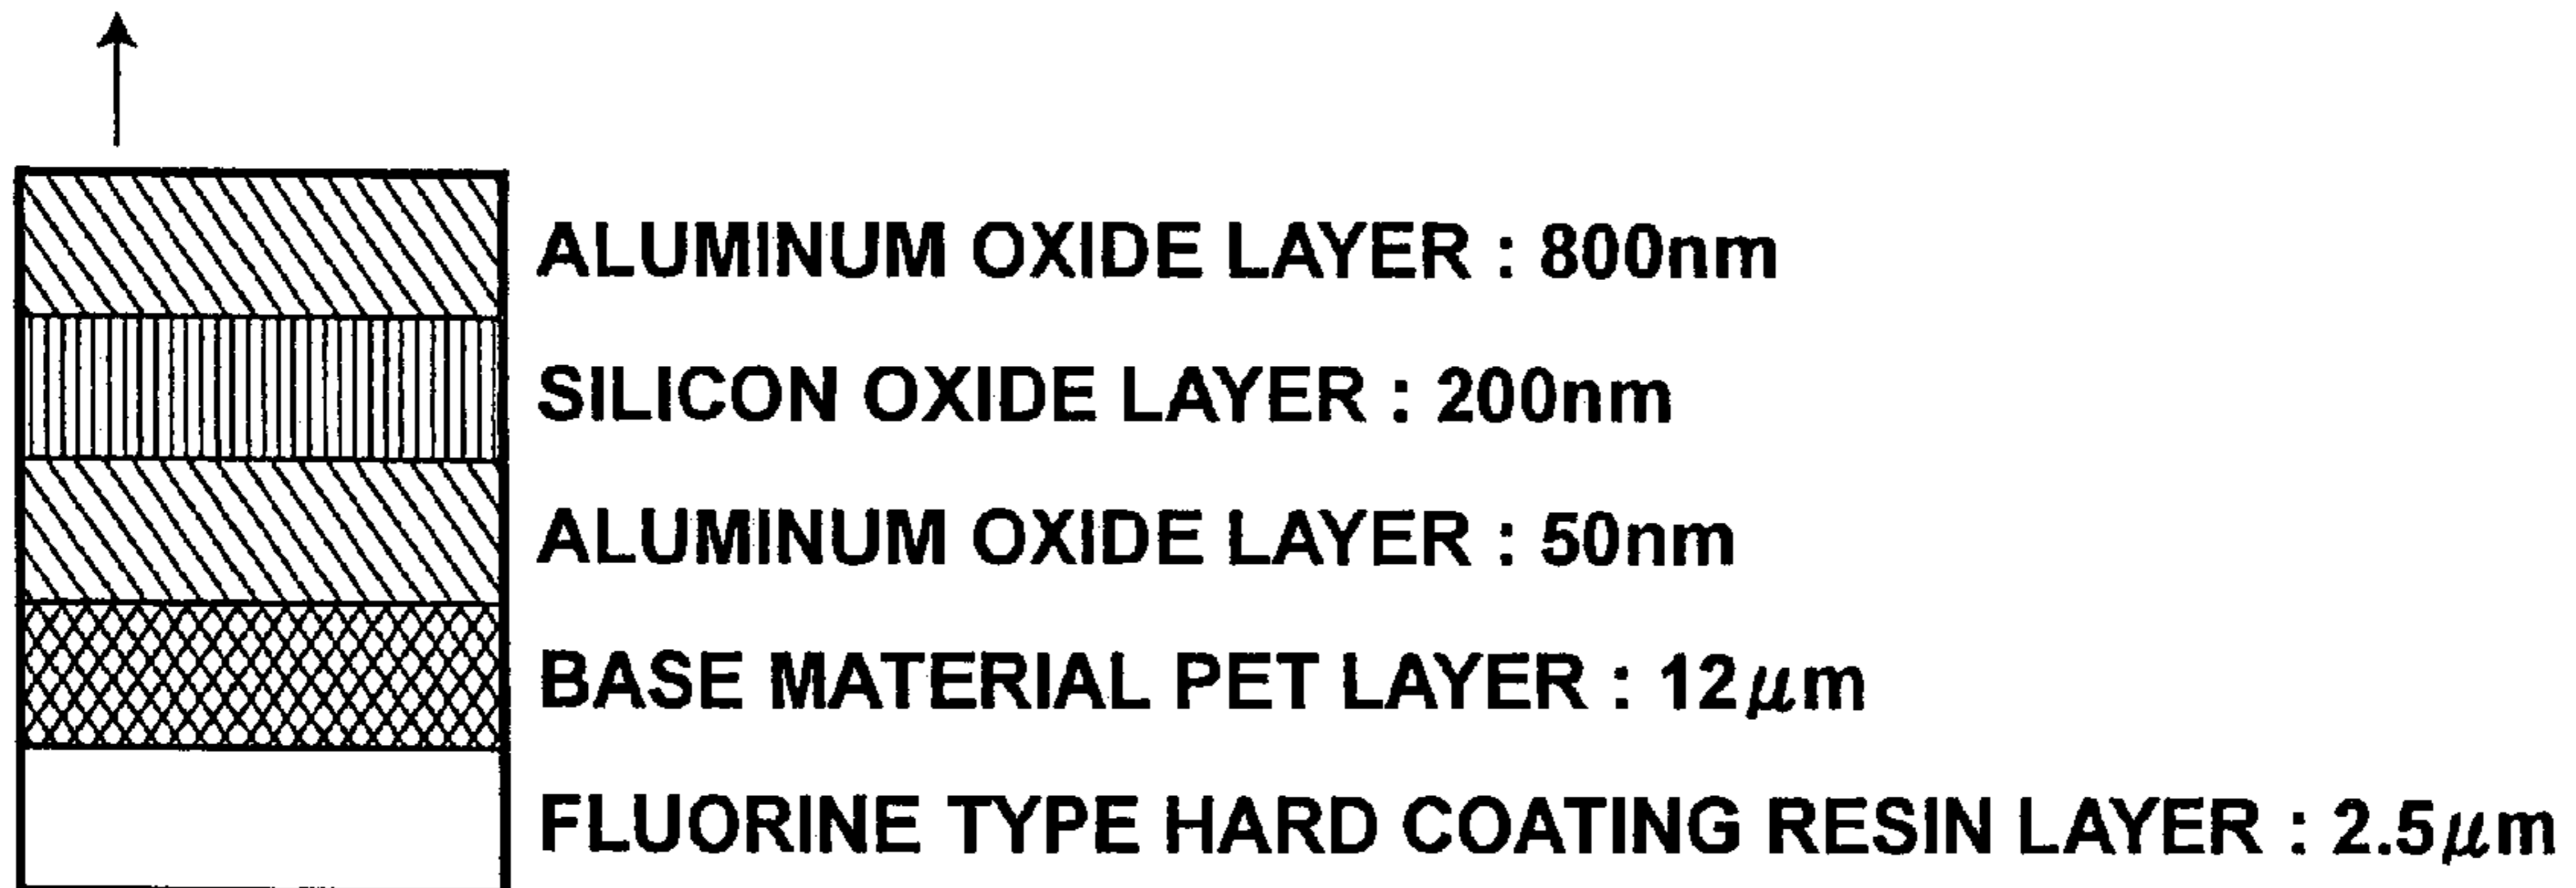 ALUMINUM OXIDE LAYER : 800nm
SILICON OXIDE LAYER : 200nm
ALUMINUM OXIDE LAYER : 50nm
BASE MATERIAL PET LAYER : 12μm
FLUORINE TYPE HARD COATING RESIN LAYER : 2.5μm